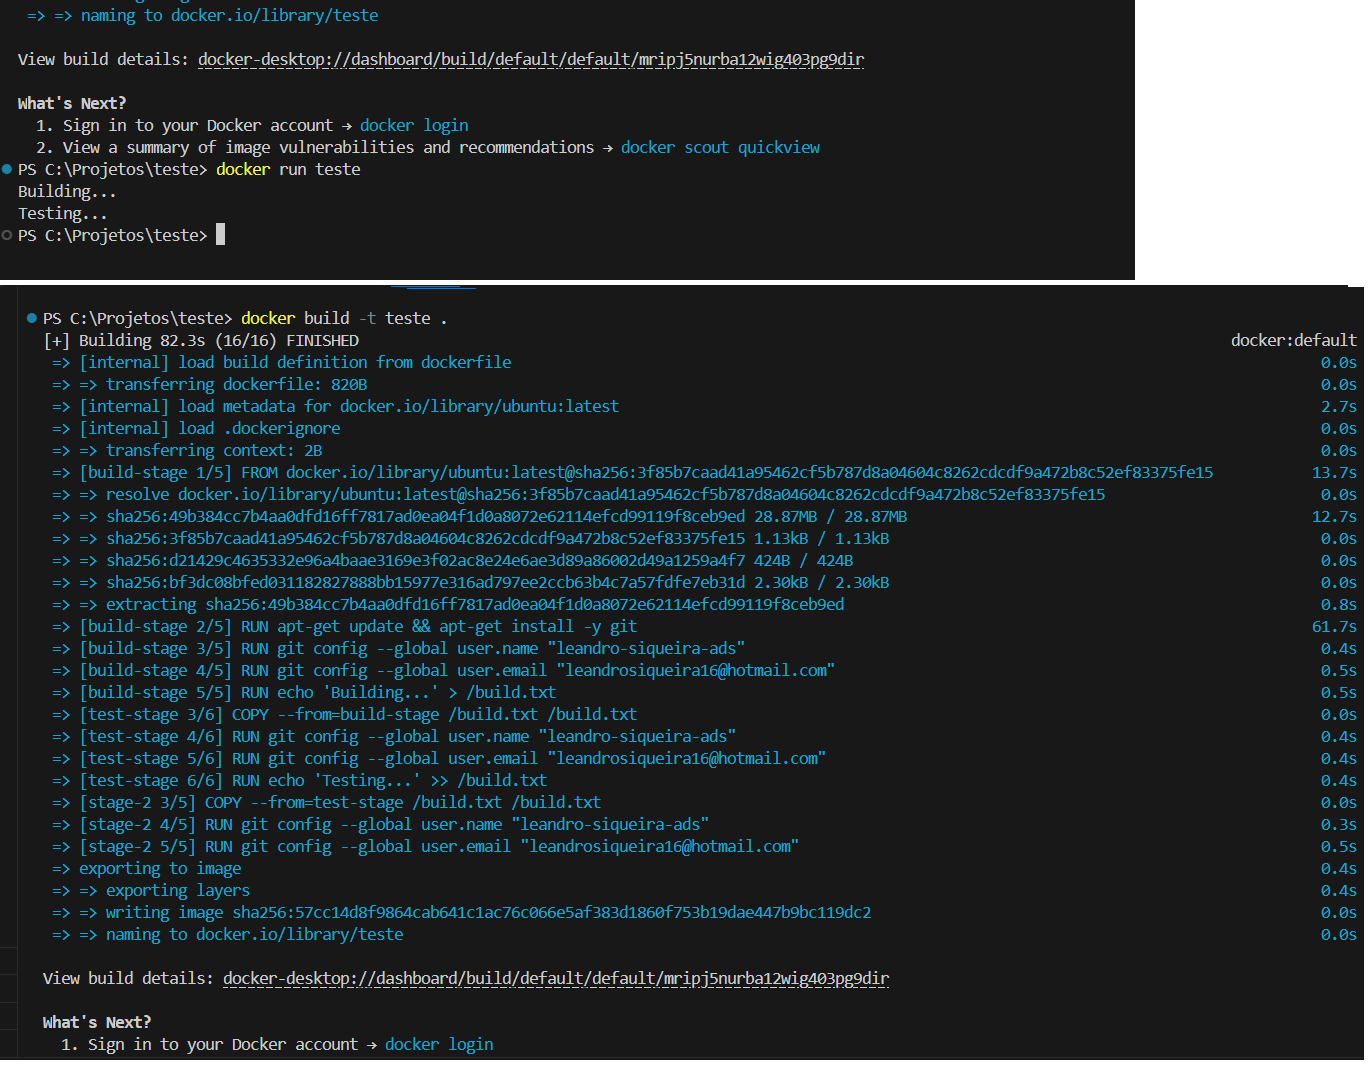 => => naming to docker.io/library/teste
View build details: docker-desktop://dashboard/build/default/default/mripj5nurba12wig403pg9dir
What's Next?
1. Sign in to your Docker account → docker login
2. View a summary of image vulnerabilities and recommendations → docker scout quickview
PS C:\Projetos\teste> docker run teste
Building...
Testing...
PS C:\Projetos\teste>
PS C:\Projetos\teste> docker build -t teste .
[+] Building 82.3s (16/16) FINISHED docker:default
=> [internal] load build definition from dockerfile 0.0s
=> => transferring dockerfile: 820B 0.0s
=> [internal] load metadata for docker.io/library/ubuntu:latest 2.7s
=> [internal] load .dockerignore 0.0s
=> => transferring context: 2B 0.0s
=> [build-stage 1/5] FROM docker.io/library/ubuntu:latest@sha256:3f85b7caad41a95462cf5b787d8a04604c8262cdcdf9a472b8c52ef83375fe15 13.7s
=> => resolve docker.io/library/ubuntu:latest@sha256:3f85b7caad41a95462cf5b787d8a04604c8262cdcdf9a472b8c52ef83375fe15 0.0s
=> => sha256:49b384cc7b4aa0dfd16ff7817ad0ea04f1d0a8072e62114efcd99119f8ceb9ed 28.87MB / 28.87MB 12.7s
=> => sha256:3f85b7caad41a95462cf5b787d8a04604c8262cdcdf9a472b8c52ef83375fe15 1.13kB / 1.13kB 0.0s
=> => sha256:d21429c4635332e96a4baae3169e3f02ac8e24e6ae3d89a86002d49a1259a4f7 424B / 424B 0.0s
=> => sha256:bf3dc08bfed031182827888bb15977e316ad797ee2ccb63b4c7a57fdfe7eb31d 2.30kB / 2.30kB 0.0s
=> => extracting sha256:49b384cc7b4aa0dfd16ff7817ad0ea04f1d0a8072e62114efcd99119f8ceb9ed 0.8s
=> [build-stage 2/5] RUN apt-get update && apt-get install -y git 61.7s
=> [build-stage 3/5] RUN git config --global user.name "leandro-siqueira-ads" 0.4s
=> [build-stage 4/5] RUN git config --global user.email "leandrosiqueira16@hotmail.com" 0.5s
=> [build-stage 5/5] RUN echo 'Building...' > /build.txt 0.5s
=> [test-stage 3/6] COPY --from=build-stage /build.txt /build.txt 0.0s
=> [test-stage 4/6] RUN git config --global user.name "leandro-siqueira-ads" 0.4s
=> [test-stage 5/6] RUN git config --global user.email "leandrosiqueira16@hotmail.com" 0.4s
=> [test-stage 6/6] RUN echo 'Testing...' >> /build.txt 0.4s
=> [stage-2 3/5] COPY --from=test-stage /build.txt /build.txt 0.0s
=> [stage-2 4/5] RUN git config --global user.name "leandro-siqueira-ads" 0.3s
=> [stage-2 5/5] RUN git config --global user.email "leandrosiqueira16@hotmail.com" 0.5s
=> exporting to image 0.4s
=> => exporting layers 0.4s
=> => writing image sha256:57cc14d8f9864cab641c1ac76c066e5af383d1860f753b19dae447b9bc119dc2 0.0s
=> => naming to docker.io/library/teste 0.0s
View build details: docker-desktop://dashboard/build/default/default/mripj5nurba12wig403pg9dir
What's Next?
1. Sign in to your Docker account → docker login